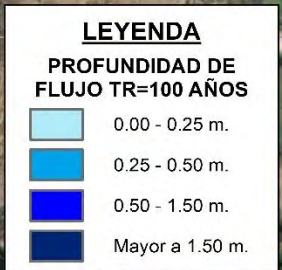 LEYENDA
PROFUNDIDAD DE
FLUJO TR=100 AÑOS
0.00 - 0.25 m.
0.25 - 0.50 m.
0.50 - 1.50 m.
Mayor a 1.50 m.